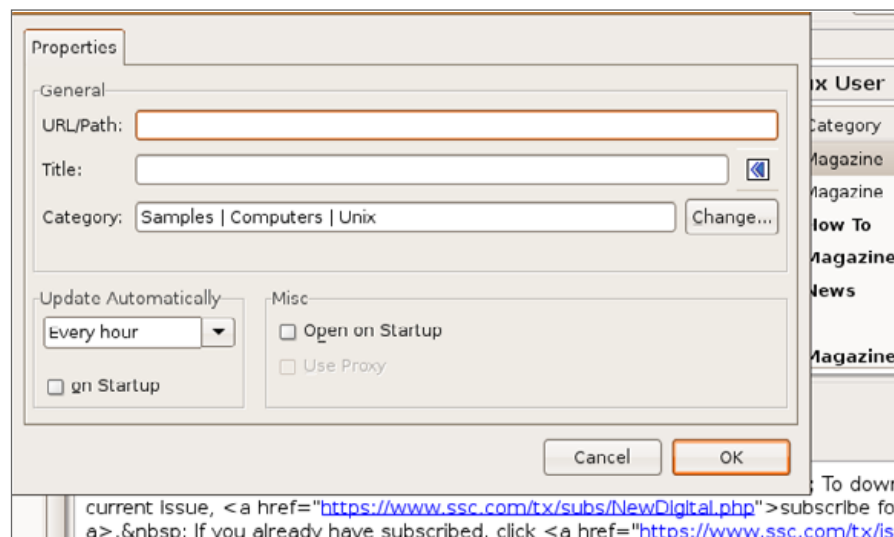 Properties
General
URL/Path:
ux User
Category
Title:
Magazine
Magazine
Category: Samples | Computers | Unix Change...
How To
Magazine
Update Automatically Misc
News
Every hour Open on Startup
Use Proxy
Magazine
on Startup
Cancel OK
; To down
current issue, <a href="https://www.ssc.com/tx/subs/NewDigital.php">subscribe fo
a>.&nbsp; If you already have subscribed, click <a href="https://www.ssc.com/tx/is